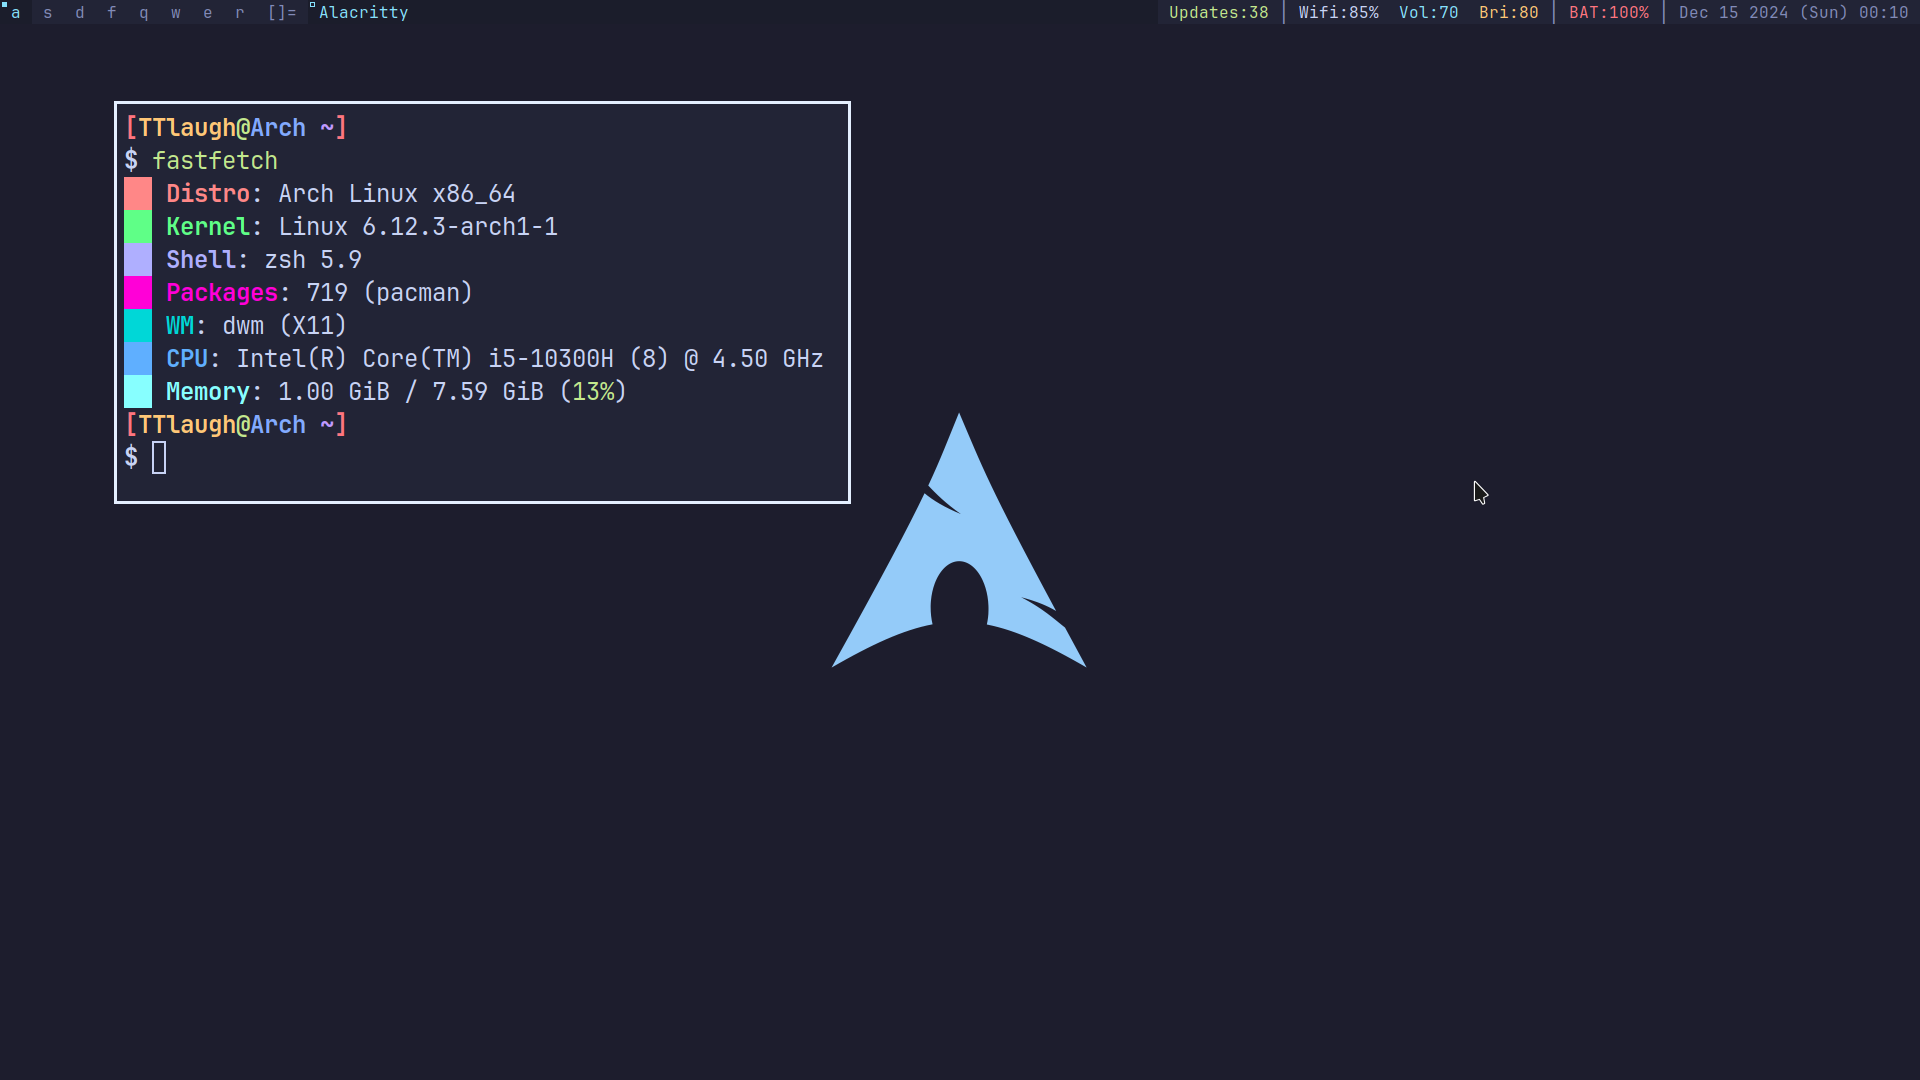 a s d f q w e r []= Alacritty Updates:38 | Wifi:85% Vol:70 Bri:80 | BAT:100% | Dec 15 2024 (Sun) 00:10
[TTlaugh@Arch ~]
$ fastfetch
Distro: Arch Linux x86_64
Kernel: Linux 6.12.3-arch1-1
Shell: zsh 5.9
Packages: 719 (pacman)
WM: dwm (X11)
CPU: Intel(R) Core(TM) i5-10300H (8) @ 4.50 GHz
Memory: 1.00 GiB / 7.59 GiB (13%)
[TTlaugh@Arch ~]
$